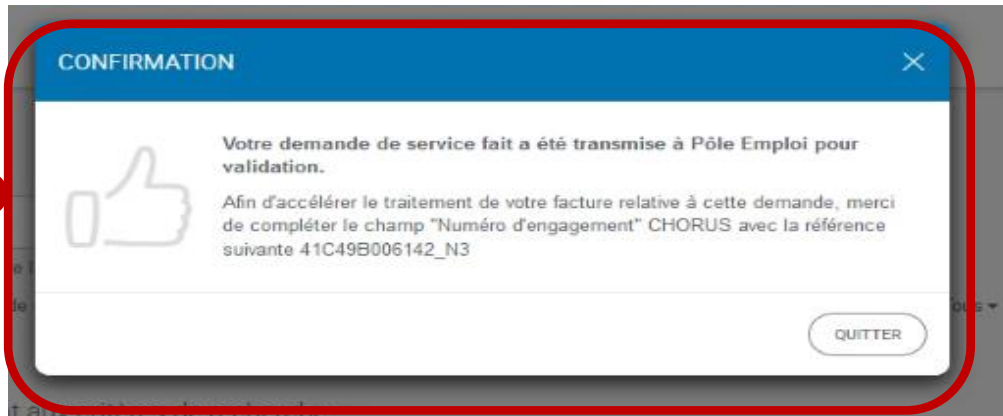 CONFIRMATION
Votre demande de service fait a été transmise à Pôle Emploi pour
validation.
Afin d'accélérer le traitement de votre facture relative à cette demande, merci
de compléter le champ "Numéro d'engagement" CHORUS avec la référence
suivante 41C49B006142_N3
QUITTER